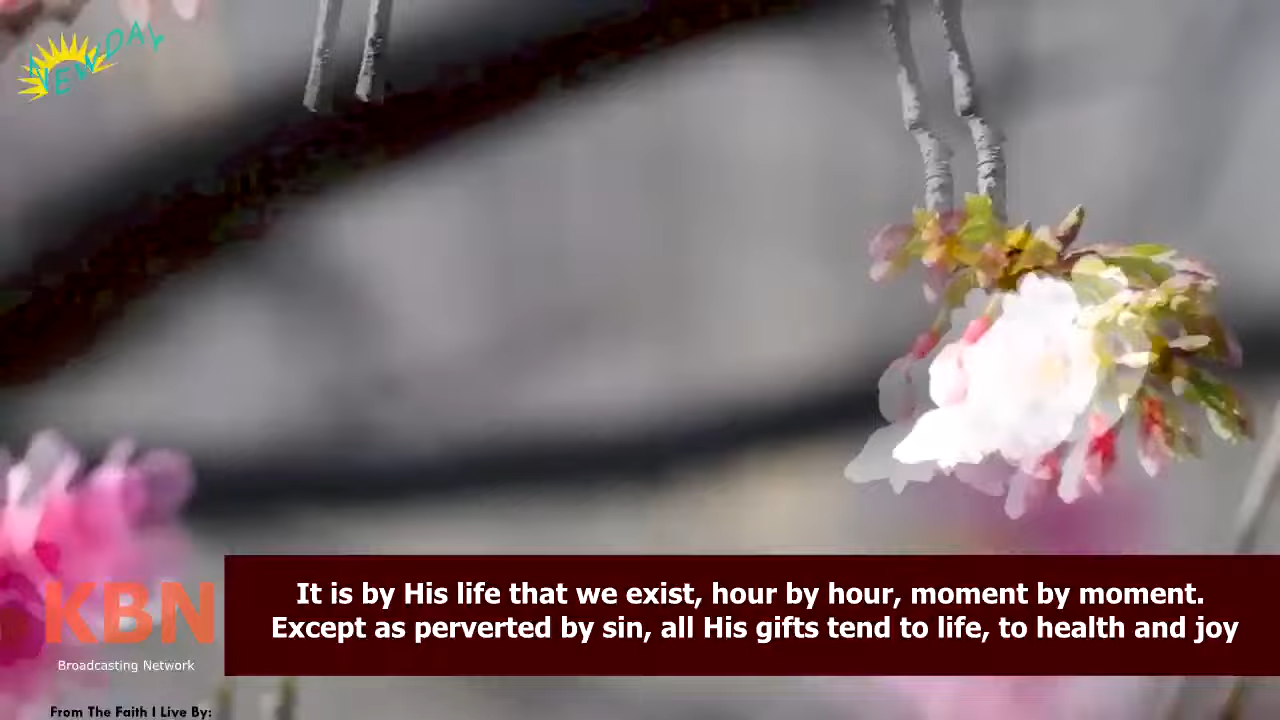 NEWDAY
It is by His life that we exist, hour by hour, moment by moment.
Except as perverted by sin, all His gifts tend to life, to health and joy
KBN
Broadcasting Network
From The Faith I Live By: